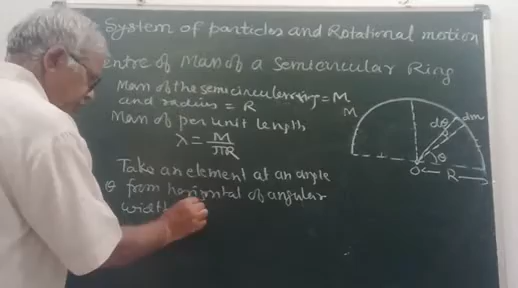 System of particles and Rotational motion
entre of Mass of a Semicircular Ring
Mass of the semicircular ring = M
and radius = R
Mass of per unit length
λ = M/πR
Take an element at an angle
θ from horizontal of angular
width
M
dθ
dm
θ
O
R